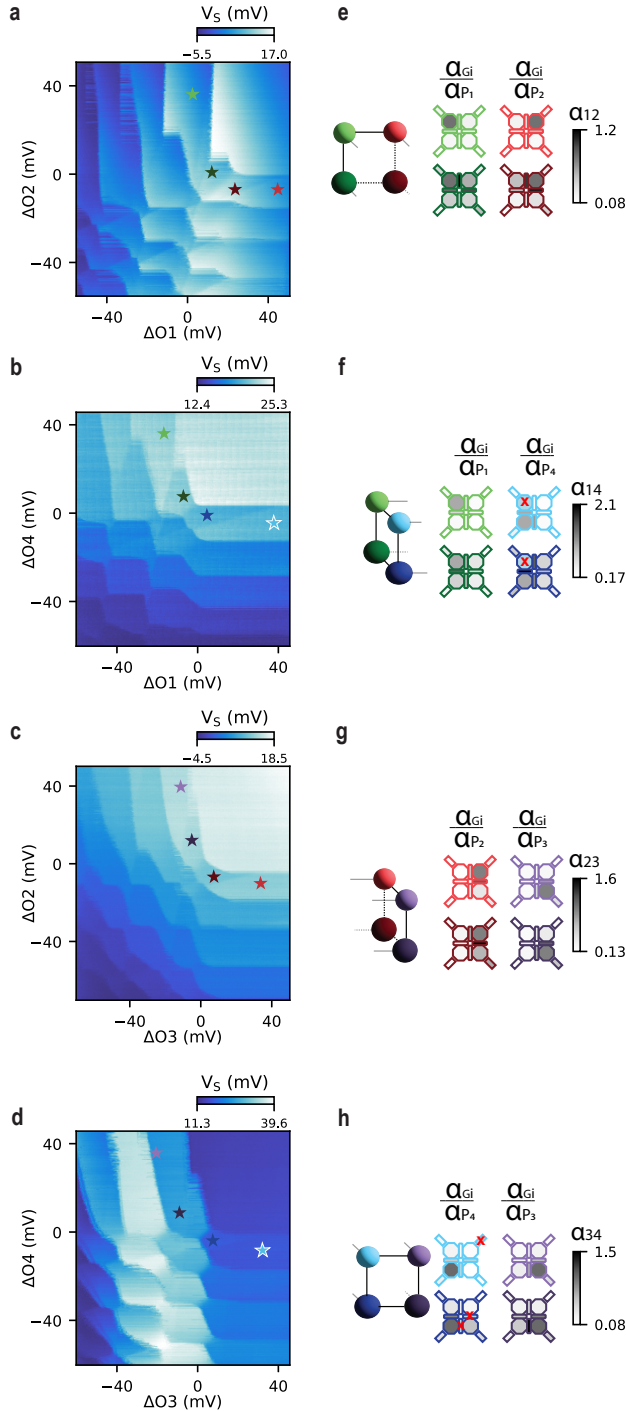 a
V_S (mV)
−5.5 17.0
40
0
−40
ΔO2 (mV)
−40 0 40
ΔO1 (mV)
e
α_Gi α_Gi
α_P₁ α_P₂
α12
1.2
0.08
b
V_S (mV)
12.4 25.3
40
0
−40
ΔO4 (mV)
−40 0 40
ΔO1 (mV)
f
α_Gi α_Gi
α_P₁ α_P₄
x
x
α14
2.1
0.17
c
V_S (mV)
−4.5 18.5
40
0
−40
ΔO2 (mV)
−40 0 40
ΔO3 (mV)
g
α_Gi α_Gi
α_P₂ α_P₃
α23
1.6
0.13
d
V_S (mV)
11.3 39.6
40
0
−40
ΔO4 (mV)
−40 0 40
ΔO3 (mV)
h
α_Gi α_Gi
α_P₄ α_P₃
x
x
x
α34
1.5
0.08